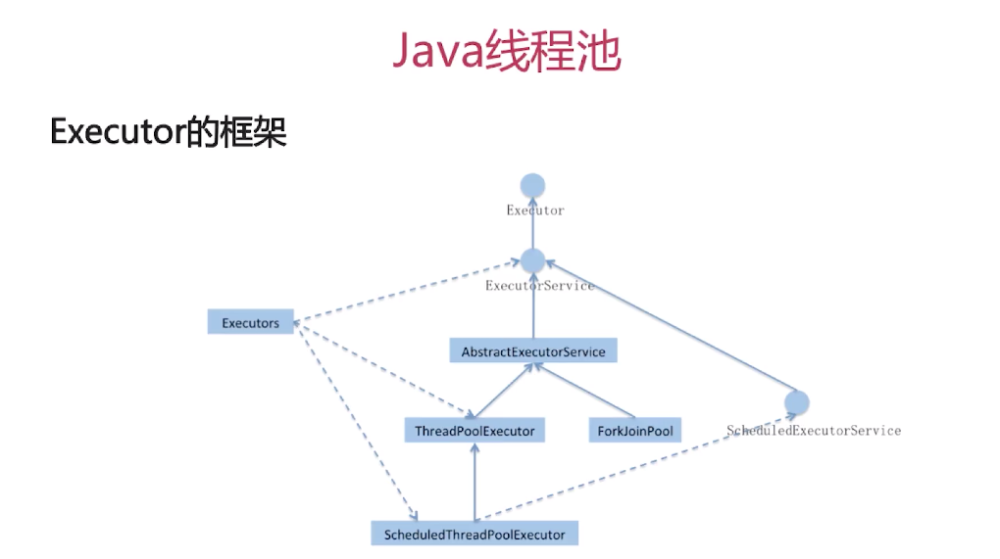 Java线程池
Executor的框架
Executor
ExecutorService
Executors
AbstractExecutorService
ThreadPoolExecutor
ForkJoinPool
ScheduledExecutorService
ScheduledThreadPoolExecutor